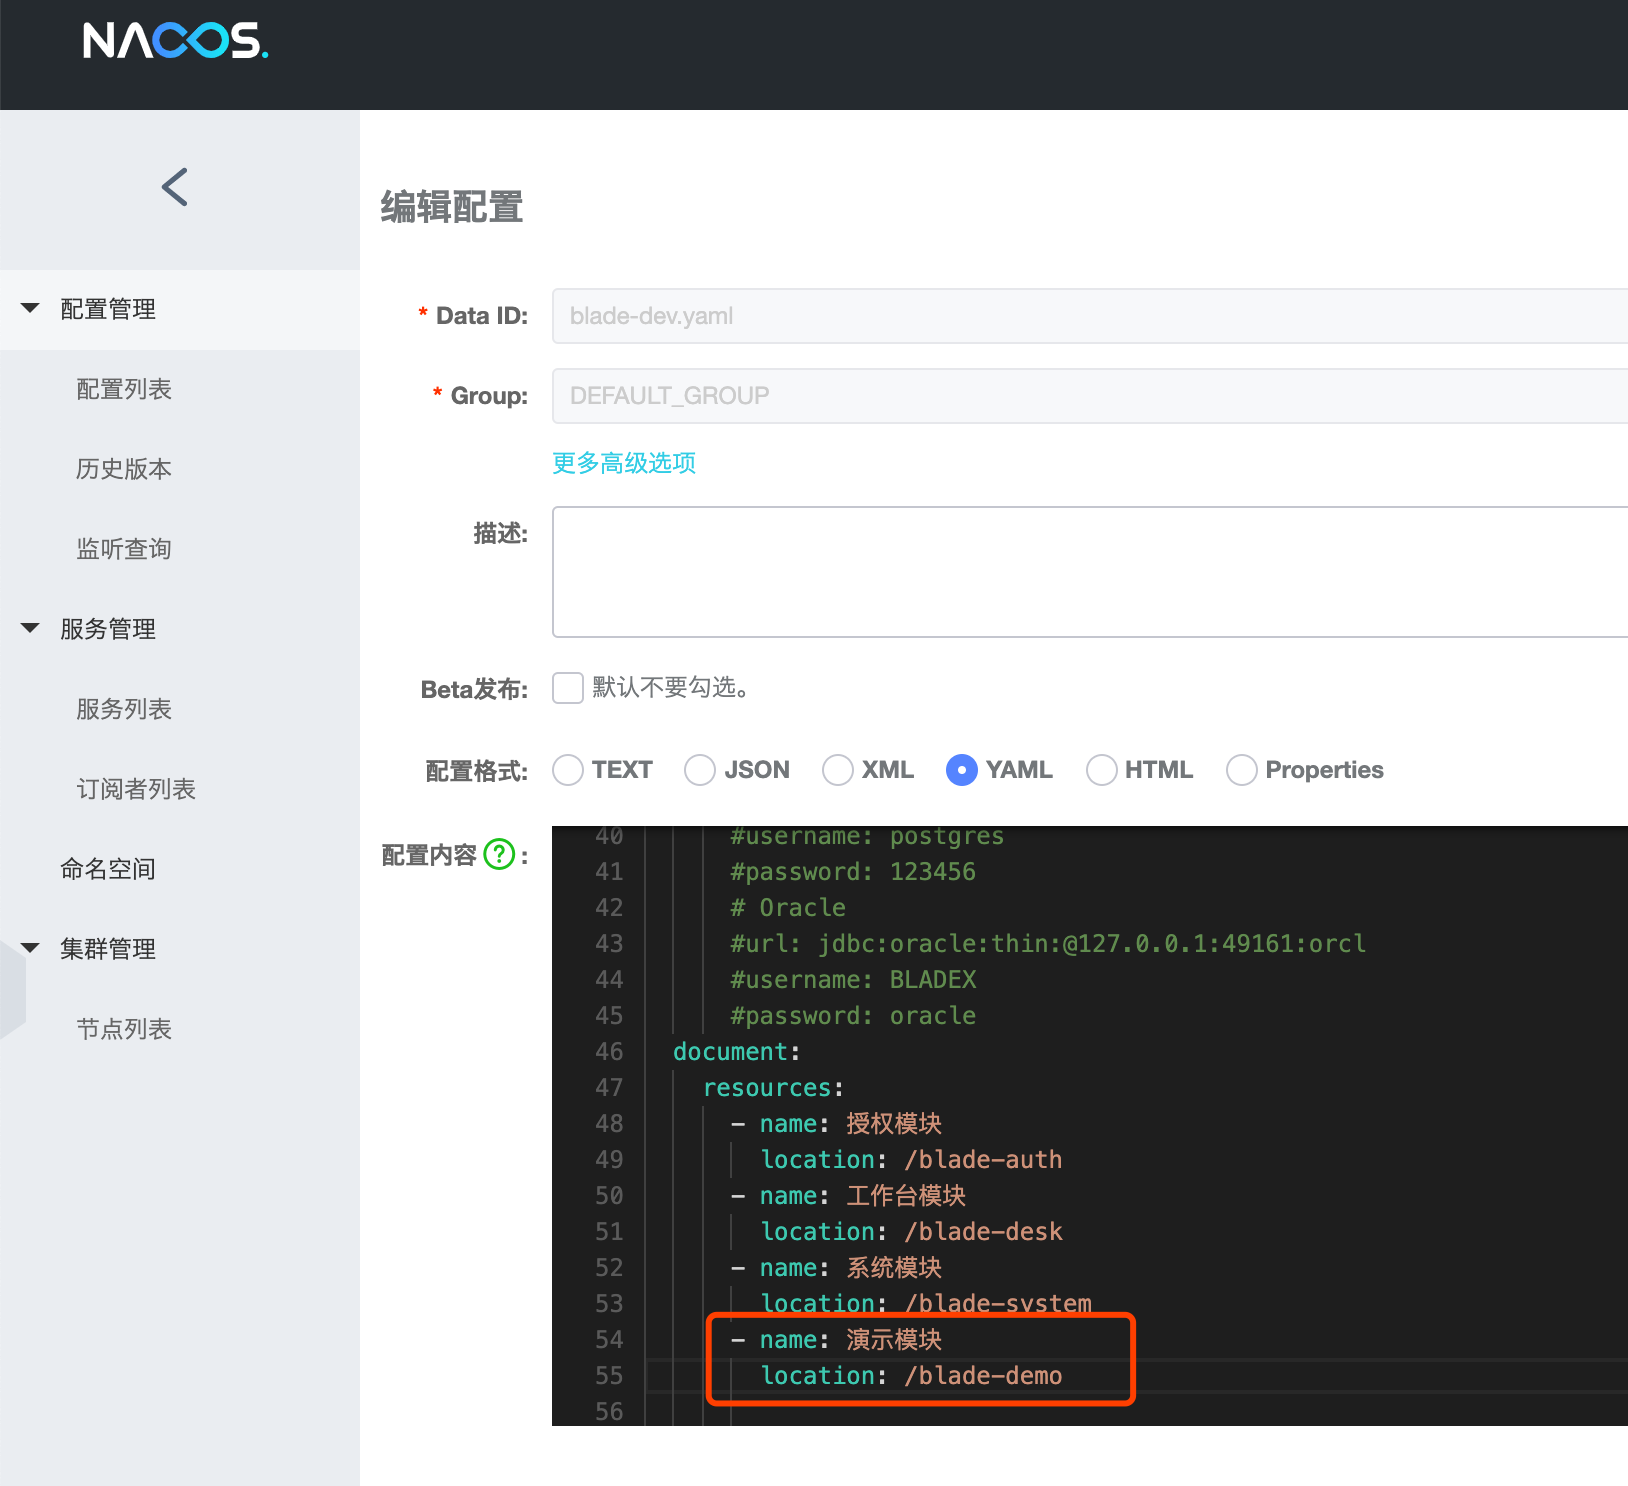 NACOS.
编辑配置
配置管理
* Data ID: blade-dev.yaml
配置列表
* Group: DEFAULT_GROUP
历史版本
更多高级选项
监听查询
描述:
服务管理
Beta发布: 默认不要勾选。
服务列表
配置格式: TEXT JSON XML YAML HTML Properties
订阅者列表
配置内容 ? :
命名空间
集群管理
节点列表
40 #username: postgres
41 #password: 123456
42 # Oracle
43 #url: jdbc:oracle:thin:@127.0.0.1:49161:orcl
44 #username: BLADEX
45 #password: oracle
46 document:
47 resources:
48 - name: 授权模块
49 location: /blade-auth
50 - name: 工作台模块
51 location: /blade-desk
52 - name: 系统模块
53 location: /blade-system
54 - name: 演示模块
55 location: /blade-demo
56